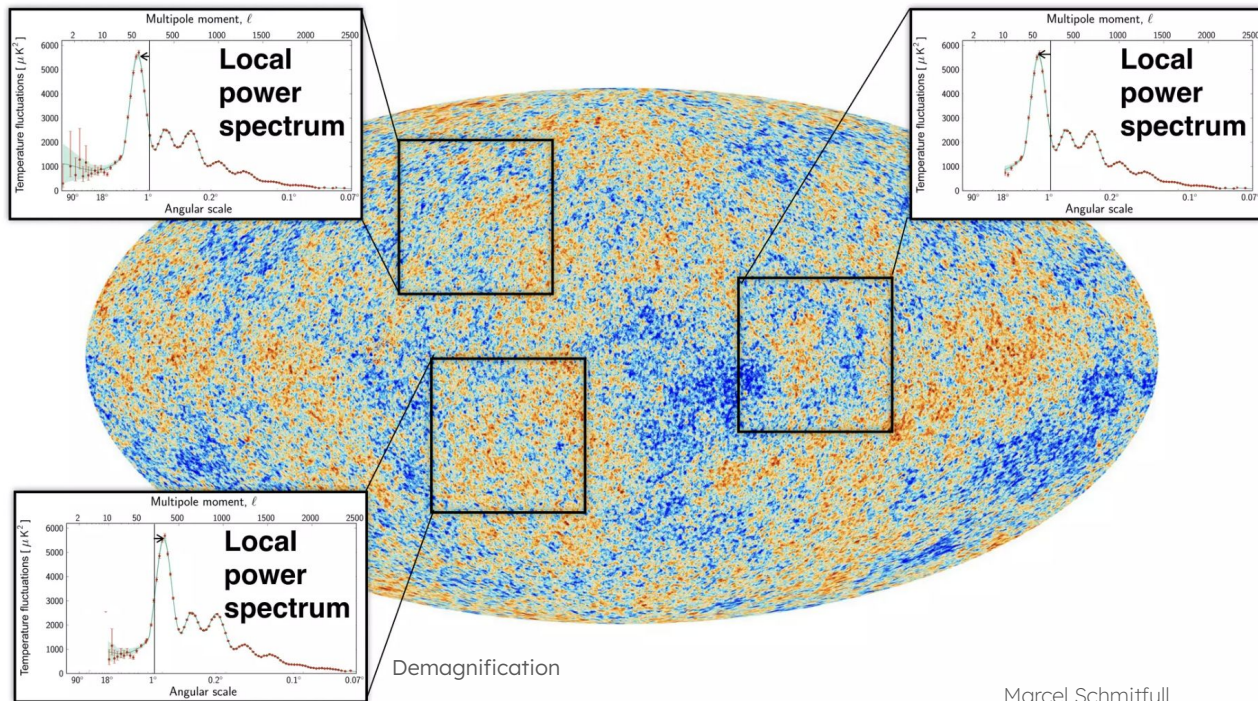 Multipole moment, ℓ
2 10 50 500 1000 1500 2000 2500
Temperature fluctuations [ μK² ]
6000
5000
4000
3000
2000
1000
0
Local
power
spectrum
90° 18° 1° 0.2° 0.1° 0.07°
Angular scale
Multipole moment, ℓ
2 10 50 500 1000 1500 2000 2500
Temperature fluctuations [ μK² ]
6000
5000
4000
3000
2000
1000
0
Local
power
spectrum
90° 18° 1° 0.2° 0.1° 0.07°
Angular scale
Multipole moment, ℓ
2 10 50 500 1000 1500 2000 2500
Temperature fluctuations [ μK² ]
6000
5000
4000
3000
2000
1000
0
Local
power
spectrum
90° 18° 1° 0.2° 0.1° 0.07°
Angular scale
Demagnification
Marcel Schmittfull